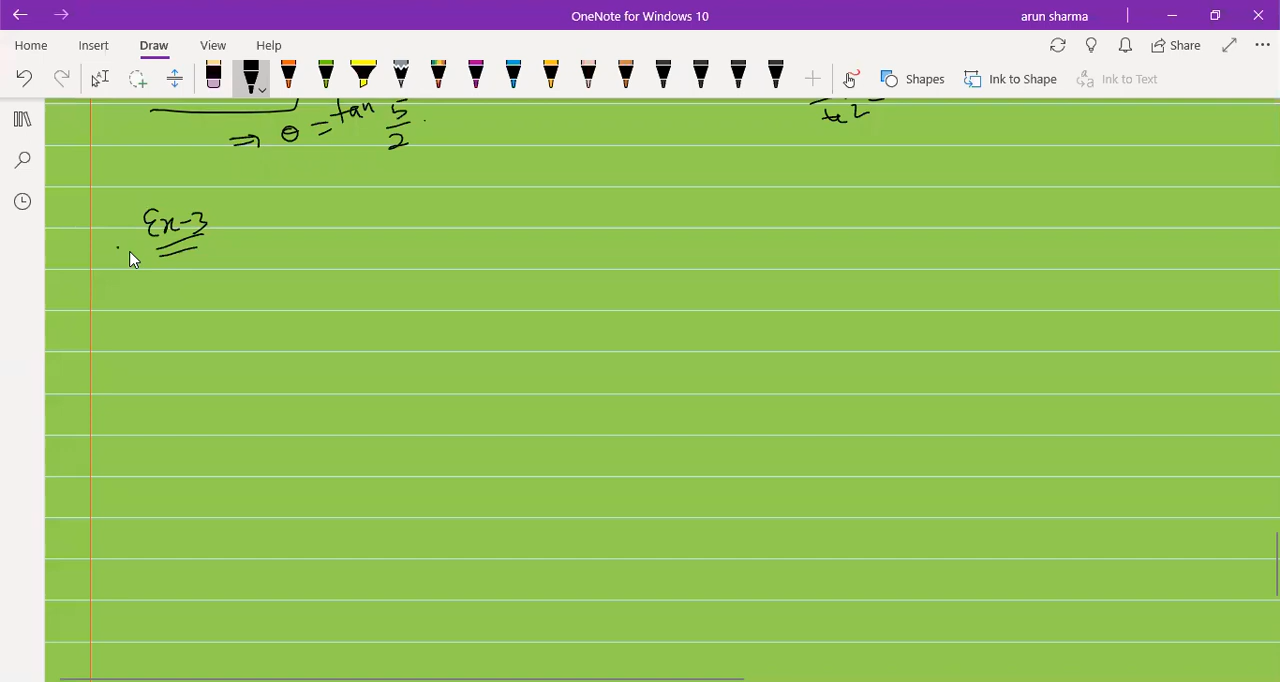 OneNote for Windows 10
arun sharma
Home Insert Draw View Help
Share
Shapes
Ink to Shape
Ink to Text
⇒ θ = tan 5/2
Ex-3